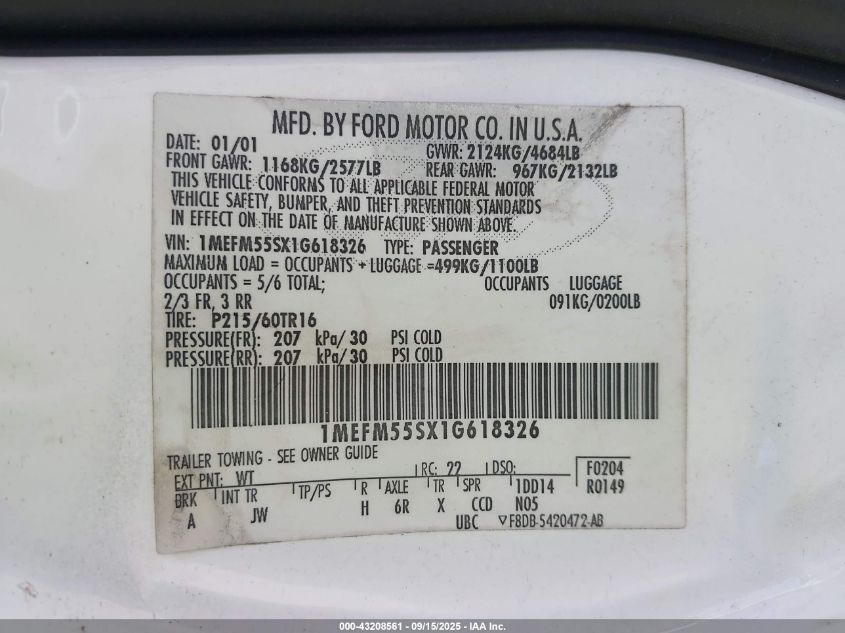 MFD. BY FORD MOTOR CO. IN U.S.A.
DATE: 01/01 GVWR: 2124KG/4684LB
FRONT GAWR: 1168KG/2577LB REAR GAWR: 967KG/2132LB
THIS VEHICLE CONFORMS TO ALL APPLICABLE FEDERAL MOTOR
VEHICLE SAFETY, BUMPER, AND THEFT PREVENTION STANDARDS
IN EFFECT ON THE DATE OF MANUFACTURE SHOWN ABOVE.
VIN: 1MEFM55SX1G618326 TYPE: PASSENGER
MAXIMUM LOAD = OCCUPANTS + LUGGAGE =499KG/1100LB
OCCUPANTS = 5/6 TOTAL; OCCUPANTS LUGGAGE
2/3 FR, 3 RR 091KG/0200LB
TIRE: P215/60TR16
PRESSURE(FR): 207 kPa/30 PSI COLD
PRESSURE(RR): 207 kPa/30 PSI COLD
1MEFM55SX1G618326
TRAILER TOWING - SEE OWNER GUIDE
EXT PNT: WT RC: 22 DSO: F0204
BRK INT TR TP/PS R AXLE TR SPR 1DD14 R0149
A JW H 6R X CCD N05
UBC F8DB-5420472-AB
000-43208561 - 09/15/2025 - IAA Inc.